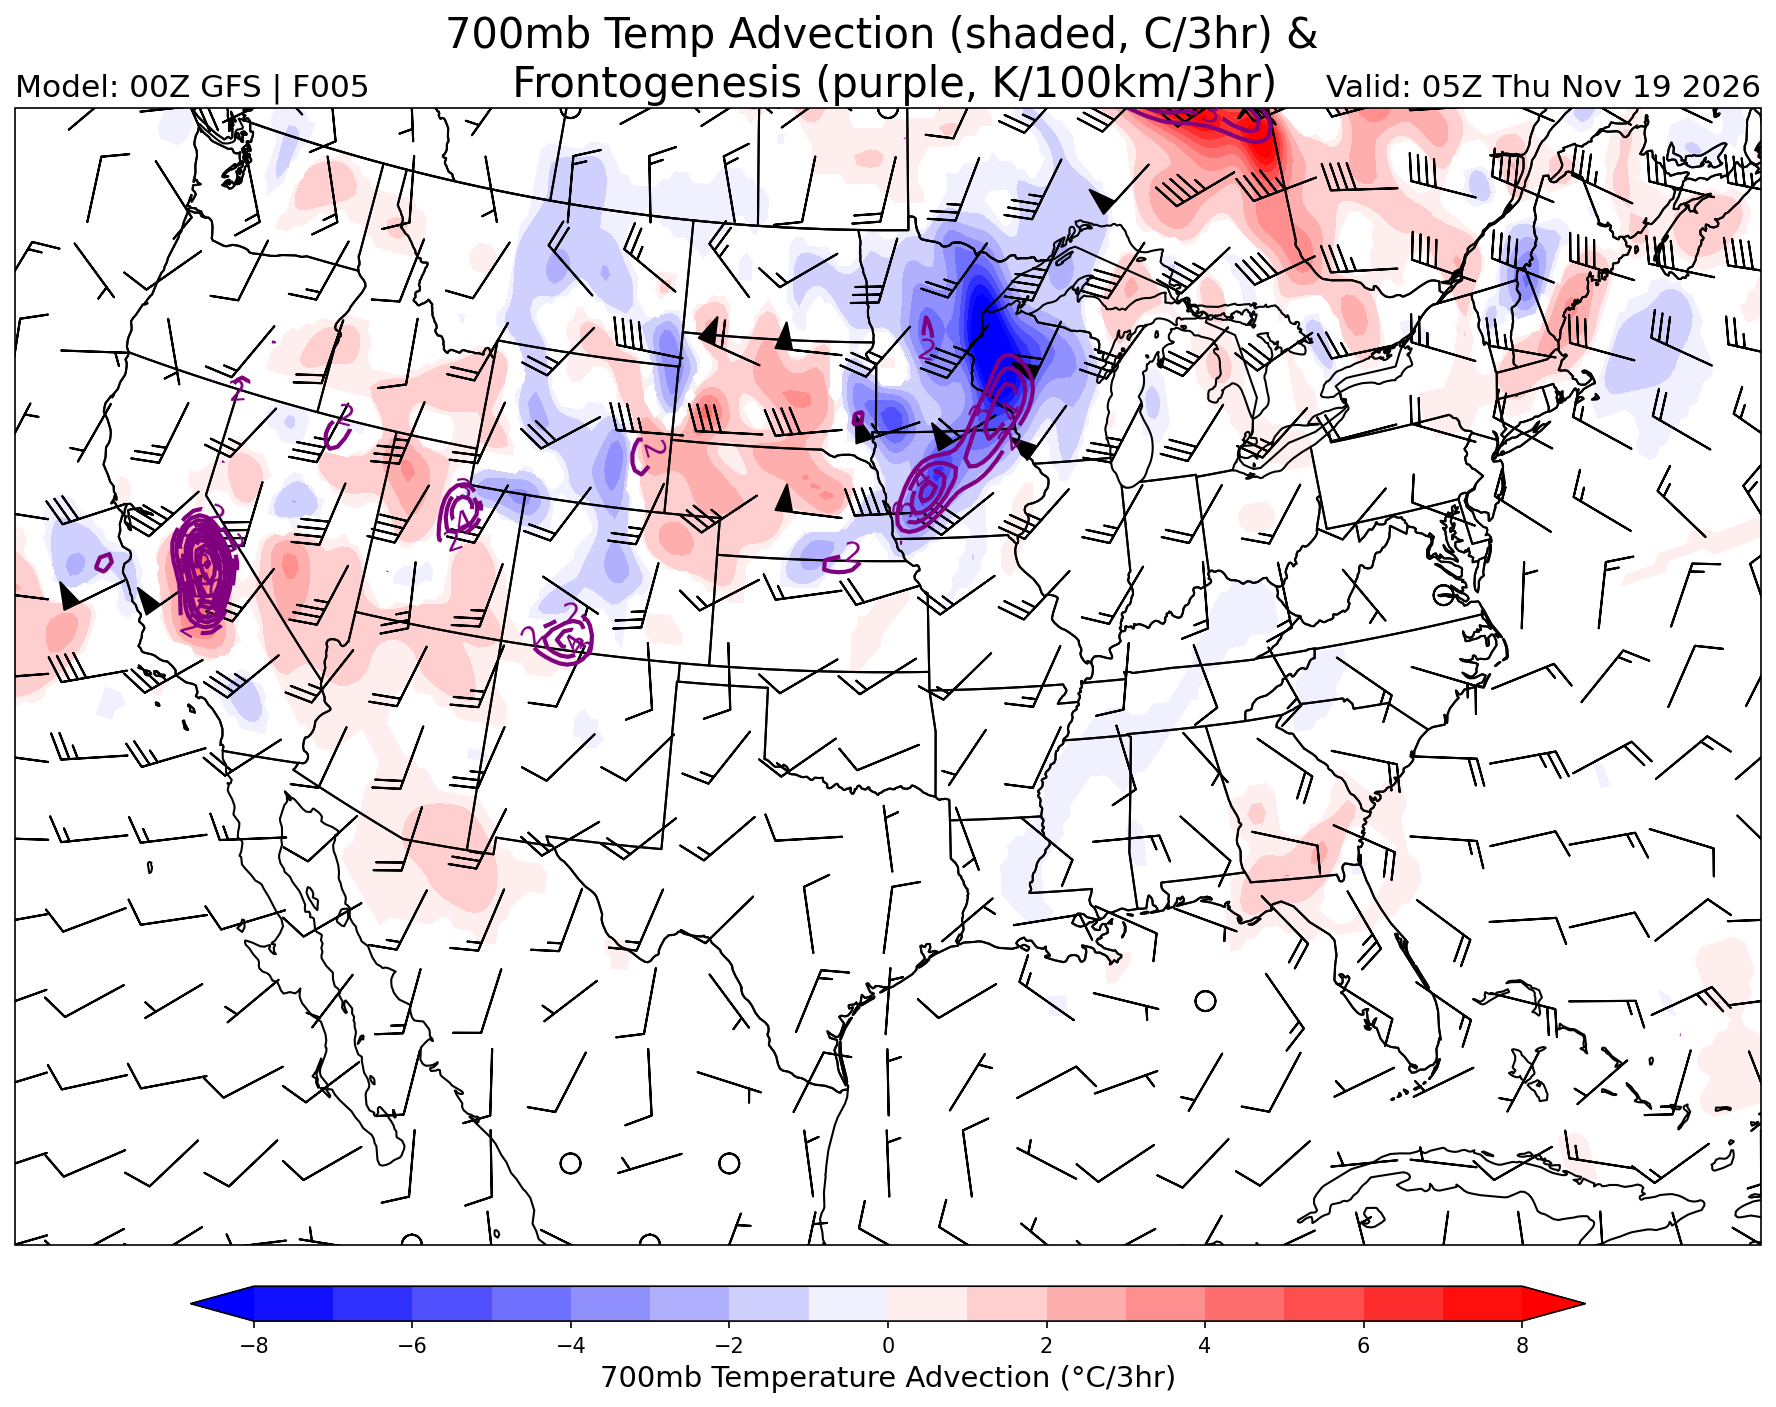 700mb Temp Advection (shaded, C/3hr) &
Model: 00Z GFS | F005
Frontogenesis (purple, K/100km/3hr)
Valid: 05Z Thu Nov 19 2026
−8 −6 −4 −2 0 2 4 6 8
700mb Temperature Advection (°C/3hr)